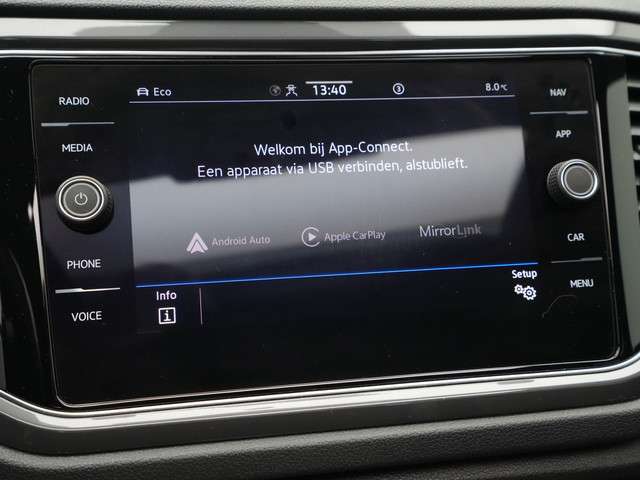 RADIO
MEDIA
PHONE
VOICE
Eco
13:40
3
8.0°C
Welkom bij App-Connect.
Een apparaat via USB verbinden, alstublieft.
Android Auto
Apple CarPlay
MirrorLink
Info
i
Setup
NAV
APP
CAR
MENU